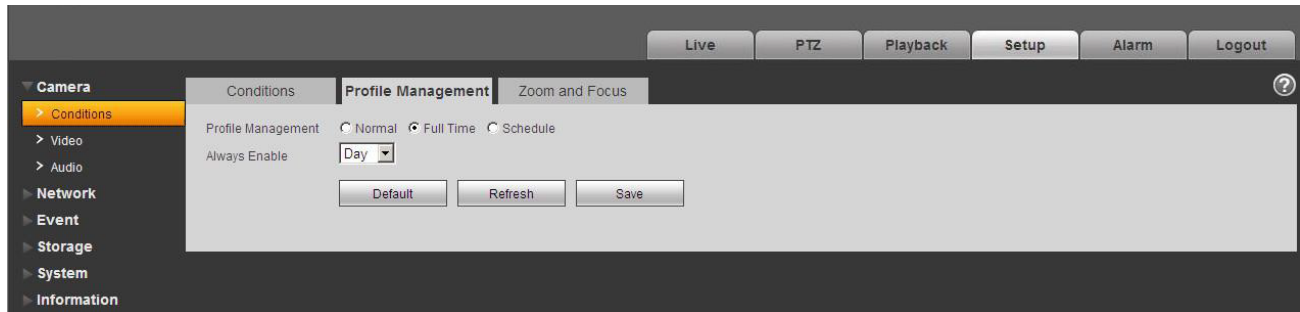 Live PTZ Playback Setup Alarm Logout
?
Camera
Conditions
Video
Audio
Network
Event
Storage
System
Information
Conditions Profile Management Zoom and Focus
Profile Management Normal Full Time Schedule
Always Enable Day
Default Refresh Save